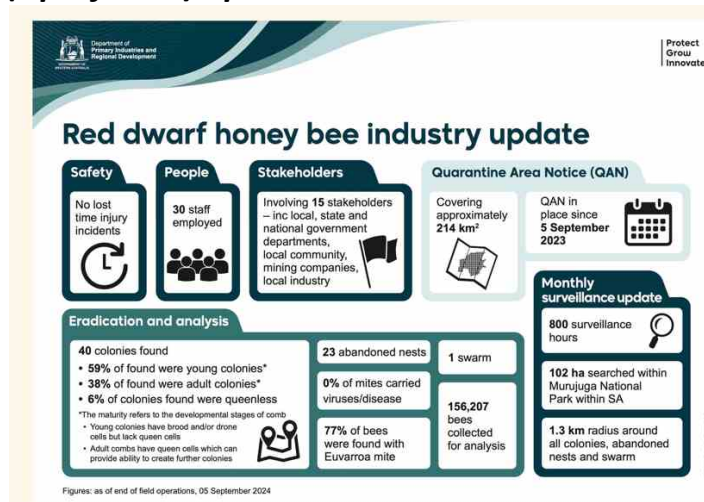 Department of
Primary Industries and
Regional Development
GOVERNMENT OF
WESTERN AUSTRALIA
Protect
Grow
Innovate
Red dwarf honey bee industry update
Safety
No lost
time injury
incidents
People
30 staff
employed
Stakeholders
Involving 15 stakeholders
– inc local, state and
national government
departments,
local community,
mining companies,
local industry
Quarantine Area Notice (QAN)
Covering
approximately
214 km²
QAN in
place since
5 September
2023
Eradication and analysis
40 colonies found
• 59% of found were young colonies*
• 38% of found were adult colonies*
• 6% of colonies found were queenless
*The maturity refers to the developmental stages of comb
• Young colonies have brood and/or drone
cells but lack queen cells
• Adult combs have queen cells which can
provide ability to create further colonies
23 abandoned nests
0% of mites carried
viruses/disease
77% of bees
were found with
Euvarroa mite
1 swarm
156,207
bees
collected
for analysis
Monthly
surveillance update
800 surveillance
hours
102 ha searched within
Murujuga National
Park within SA
1.3 km radius around
all colonies, abandoned
nests and swarm
Figures: as of end of field operations, 05 September 2024